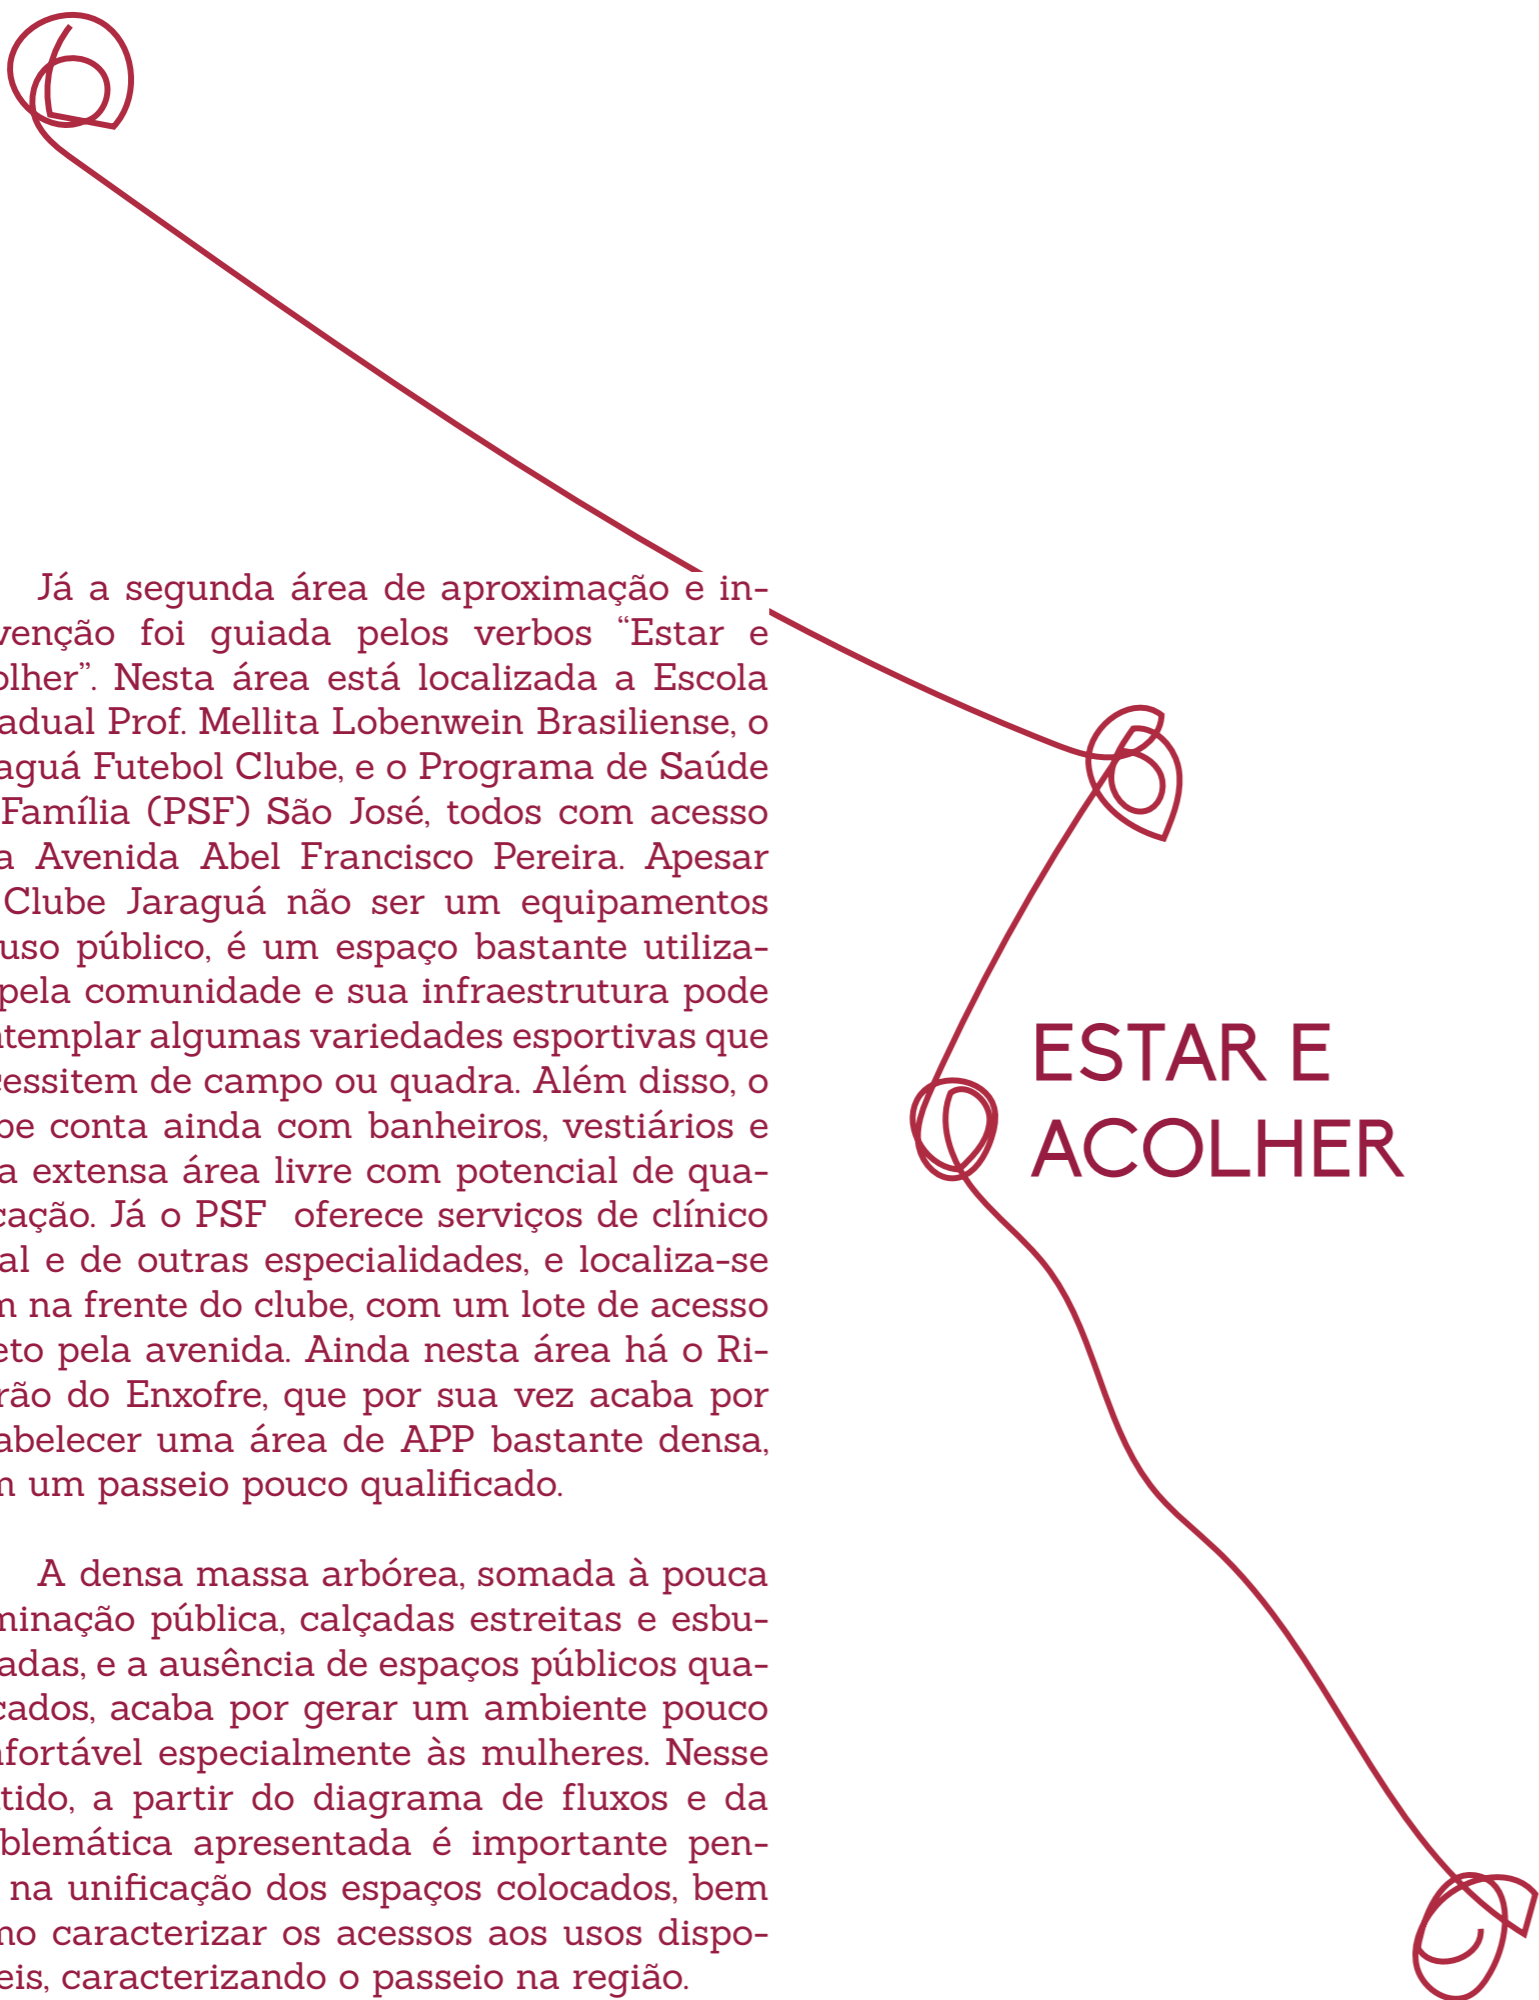 Já a segunda área de aproximação e in-
venção foi guiada pelos verbos “Estar e
olher”. Nesta área está localizada a Escola
adual Prof. Mellita Lobenwein Brasiliense, o
aguá Futebol Clube, e o Programa de Saúde
Família (PSF) São José, todos com acesso
a Avenida Abel Francisco Pereira. Apesar
Clube Jaraguá não ser um equipamentos
uso público, é um espaço bastante utiliza-
pela comunidade e sua infraestrutura pode
ntemplar algumas variedades esportivas que
cessitem de campo ou quadra. Além disso, o
be conta ainda com banheiros, vestiários e
a extensa área livre com potencial de qua-
cação. Já o PSF oferece serviços de clínico
al e de outras especialidades, e localiza-se
m na frente do clube, com um lote de acesso
eto pela avenida. Ainda nesta área há o Ri-
rão do Enxofre, que por sua vez acaba por
abelecer uma área de APP bastante densa,
m um passeio pouco qualificado.
A densa massa arbórea, somada à pouca
minação pública, calçadas estreitas e esbu-
adas, e a ausência de espaços públicos qua-
cados, acaba por gerar um ambiente pouco
nfortável especialmente às mulheres. Nesse
tido, a partir do diagrama de fluxos e da
blemática apresentada é importante pen-
na unificação dos espaços colocados, bem
mo caracterizar os acessos aos usos dispo-
eis, caracterizando o passeio na região.
ESTAR E
ACOLHER